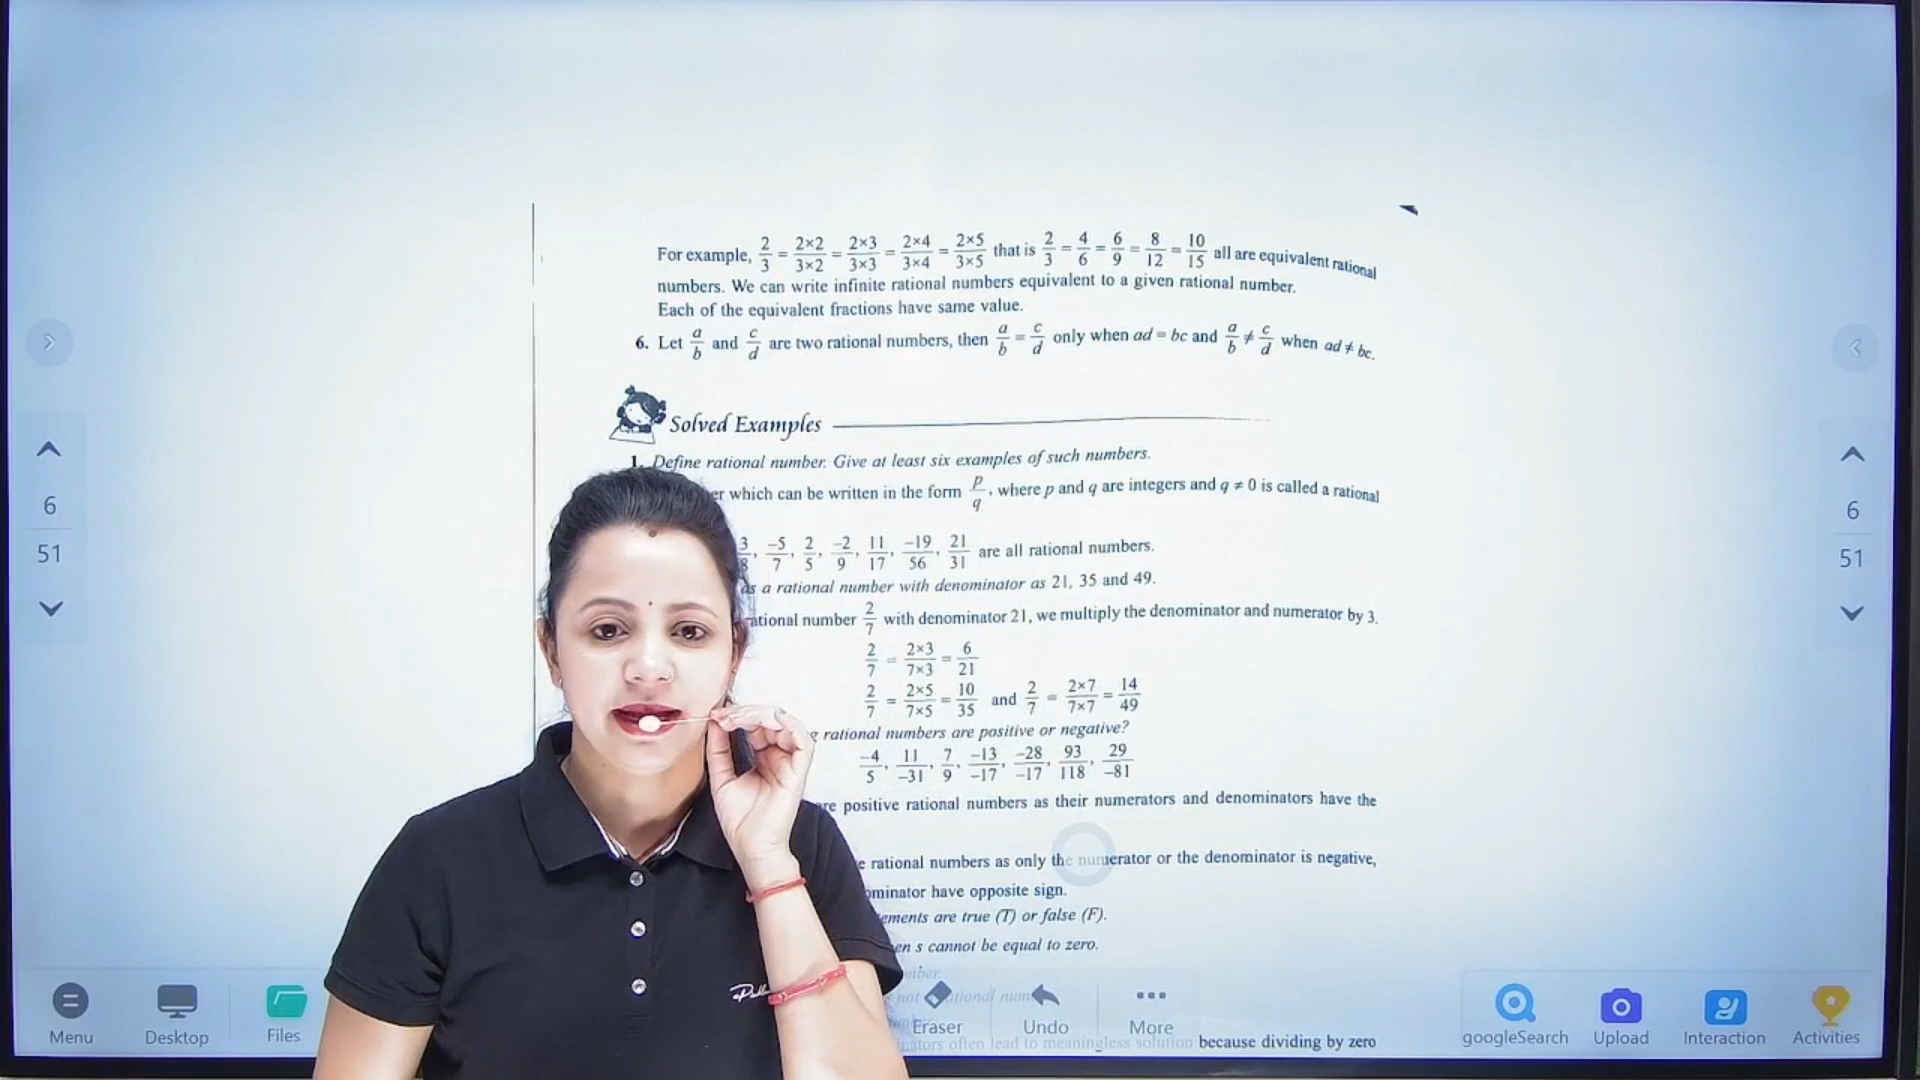 For example, 2/3 = 2×2/3×2 = 2×3/3×3 = 2×4/3×4 = 2×5/3×5 that is 2/3 = 4/6 = 6/9 = 8/12 = 10/15 all are equivalent rational
numbers. We can write infinite rational numbers equivalent to a given rational number.
Each of the equivalent fractions have same value.
6. Let a/b and c/d are two rational numbers, then a/b = c/d only when ad = bc and a/b ≠ c/d when ad ≠ bc.
Solved Examples
1. Define rational number. Give at least six examples of such numbers.
which can be written in the form p/q, where p and q are integers and q ≠ 0 is called a rational
3/8, -5/7, 2/5, -2/9, 11/17, -19/56, 21/31 are all rational numbers.
as a rational number with denominator as 21, 35 and 49.
number 2/7 with denominator 21, we multiply the denominator and numerator by 3.
2/7 = 2×3/7×3 = 6/21
2/7 = 2×5/7×5 = 10/35 and 2/7 = 2×7/7×7 = 14/49
rational numbers are positive or negative?
-4/5, 11/-31, 7/9, -13/-17, -28/-17, 93/118, 29/-81
are positive rational numbers as their numerators and denominators have the
rational numbers as only the numerator or the denominator is negative,
have opposite sign.
are true (T) or false (F).
s cannot be equal to zero.
often lead to meaningless solution because dividing by zero
6
51
6
51
Menu
Desktop
Files
Eraser
Undo
More
googleSearch
Upload
Interaction
Activities